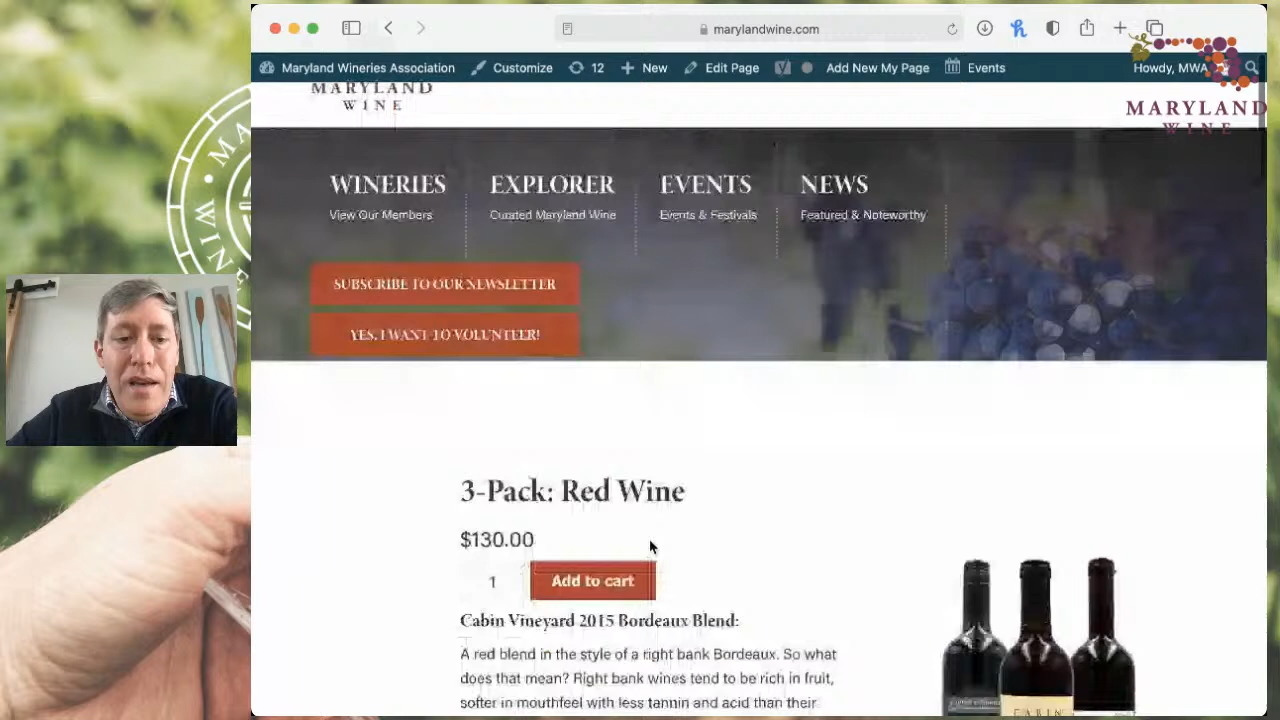 marylandwine.com
Maryland Wineries Association Customize 12 New Edit Page Add New My Page Events Howdy, MWA
MARYLAND
WINE
MARYLAND
WINE
WINERIES EXPLORER EVENTS NEWS
View Our Members Curated Maryland Wine Events & Festivals Featured & Noteworthy
SUBSCRIBE TO OUR NEWSLETTER
YES, I WANT TO VOLUNTEER!
3-Pack: Red Wine
$130.00
1 Add to cart
Cabin Vineyard 2015 Bordeaux Blend:
A red blend in the style of a right bank Bordeaux. So what
does that mean? Right bank wines tend to be rich in fruit,
softer in mouthfeel with less tannin and acid than their
CABIN